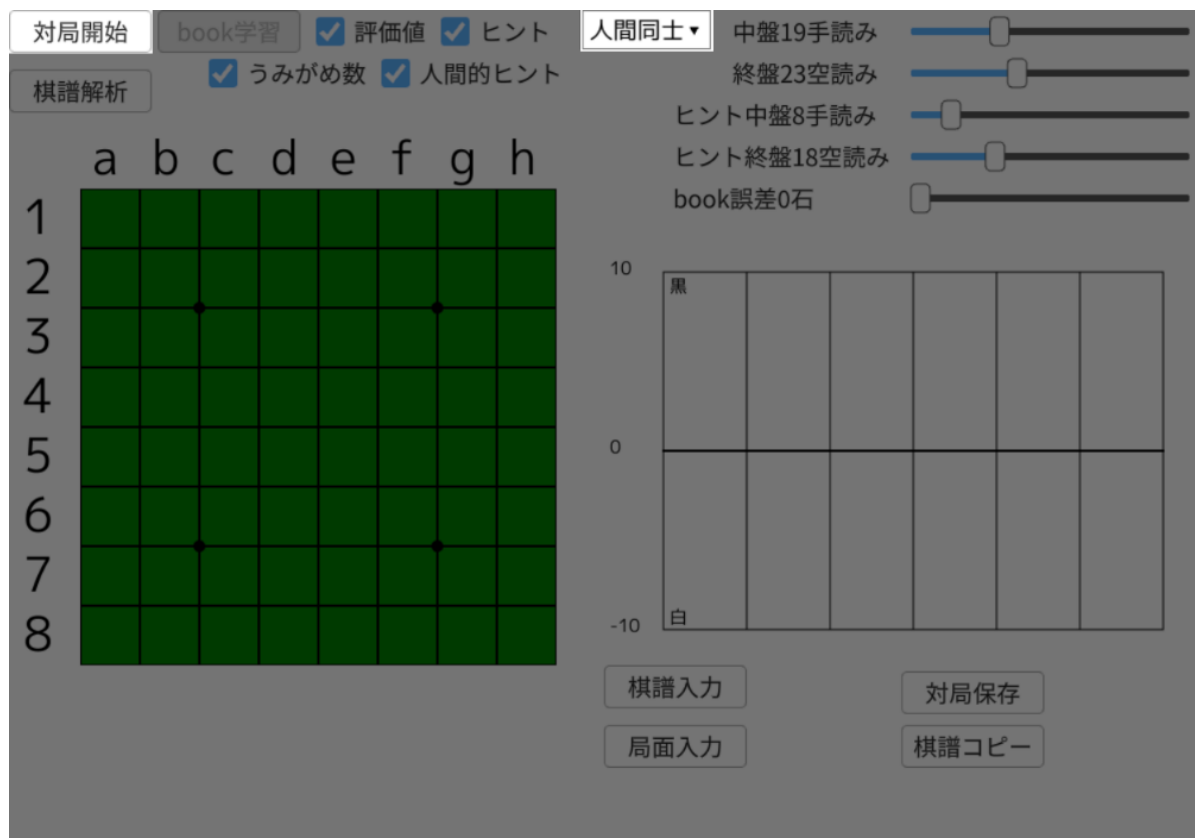 対局開始
book学習
評価値
ヒント
人間同士▾
中盤19手読み
棋譜解析
うみがめ数
人間的ヒント
終盤23空読み
ヒント中盤8手読み
ヒント終盤18空読み
book誤差0石
a b c d e f g h
1
2
3
4
5
6
7
8
10
黒
0
-10
白
棋譜入力
対局保存
局面入力
棋譜コピー